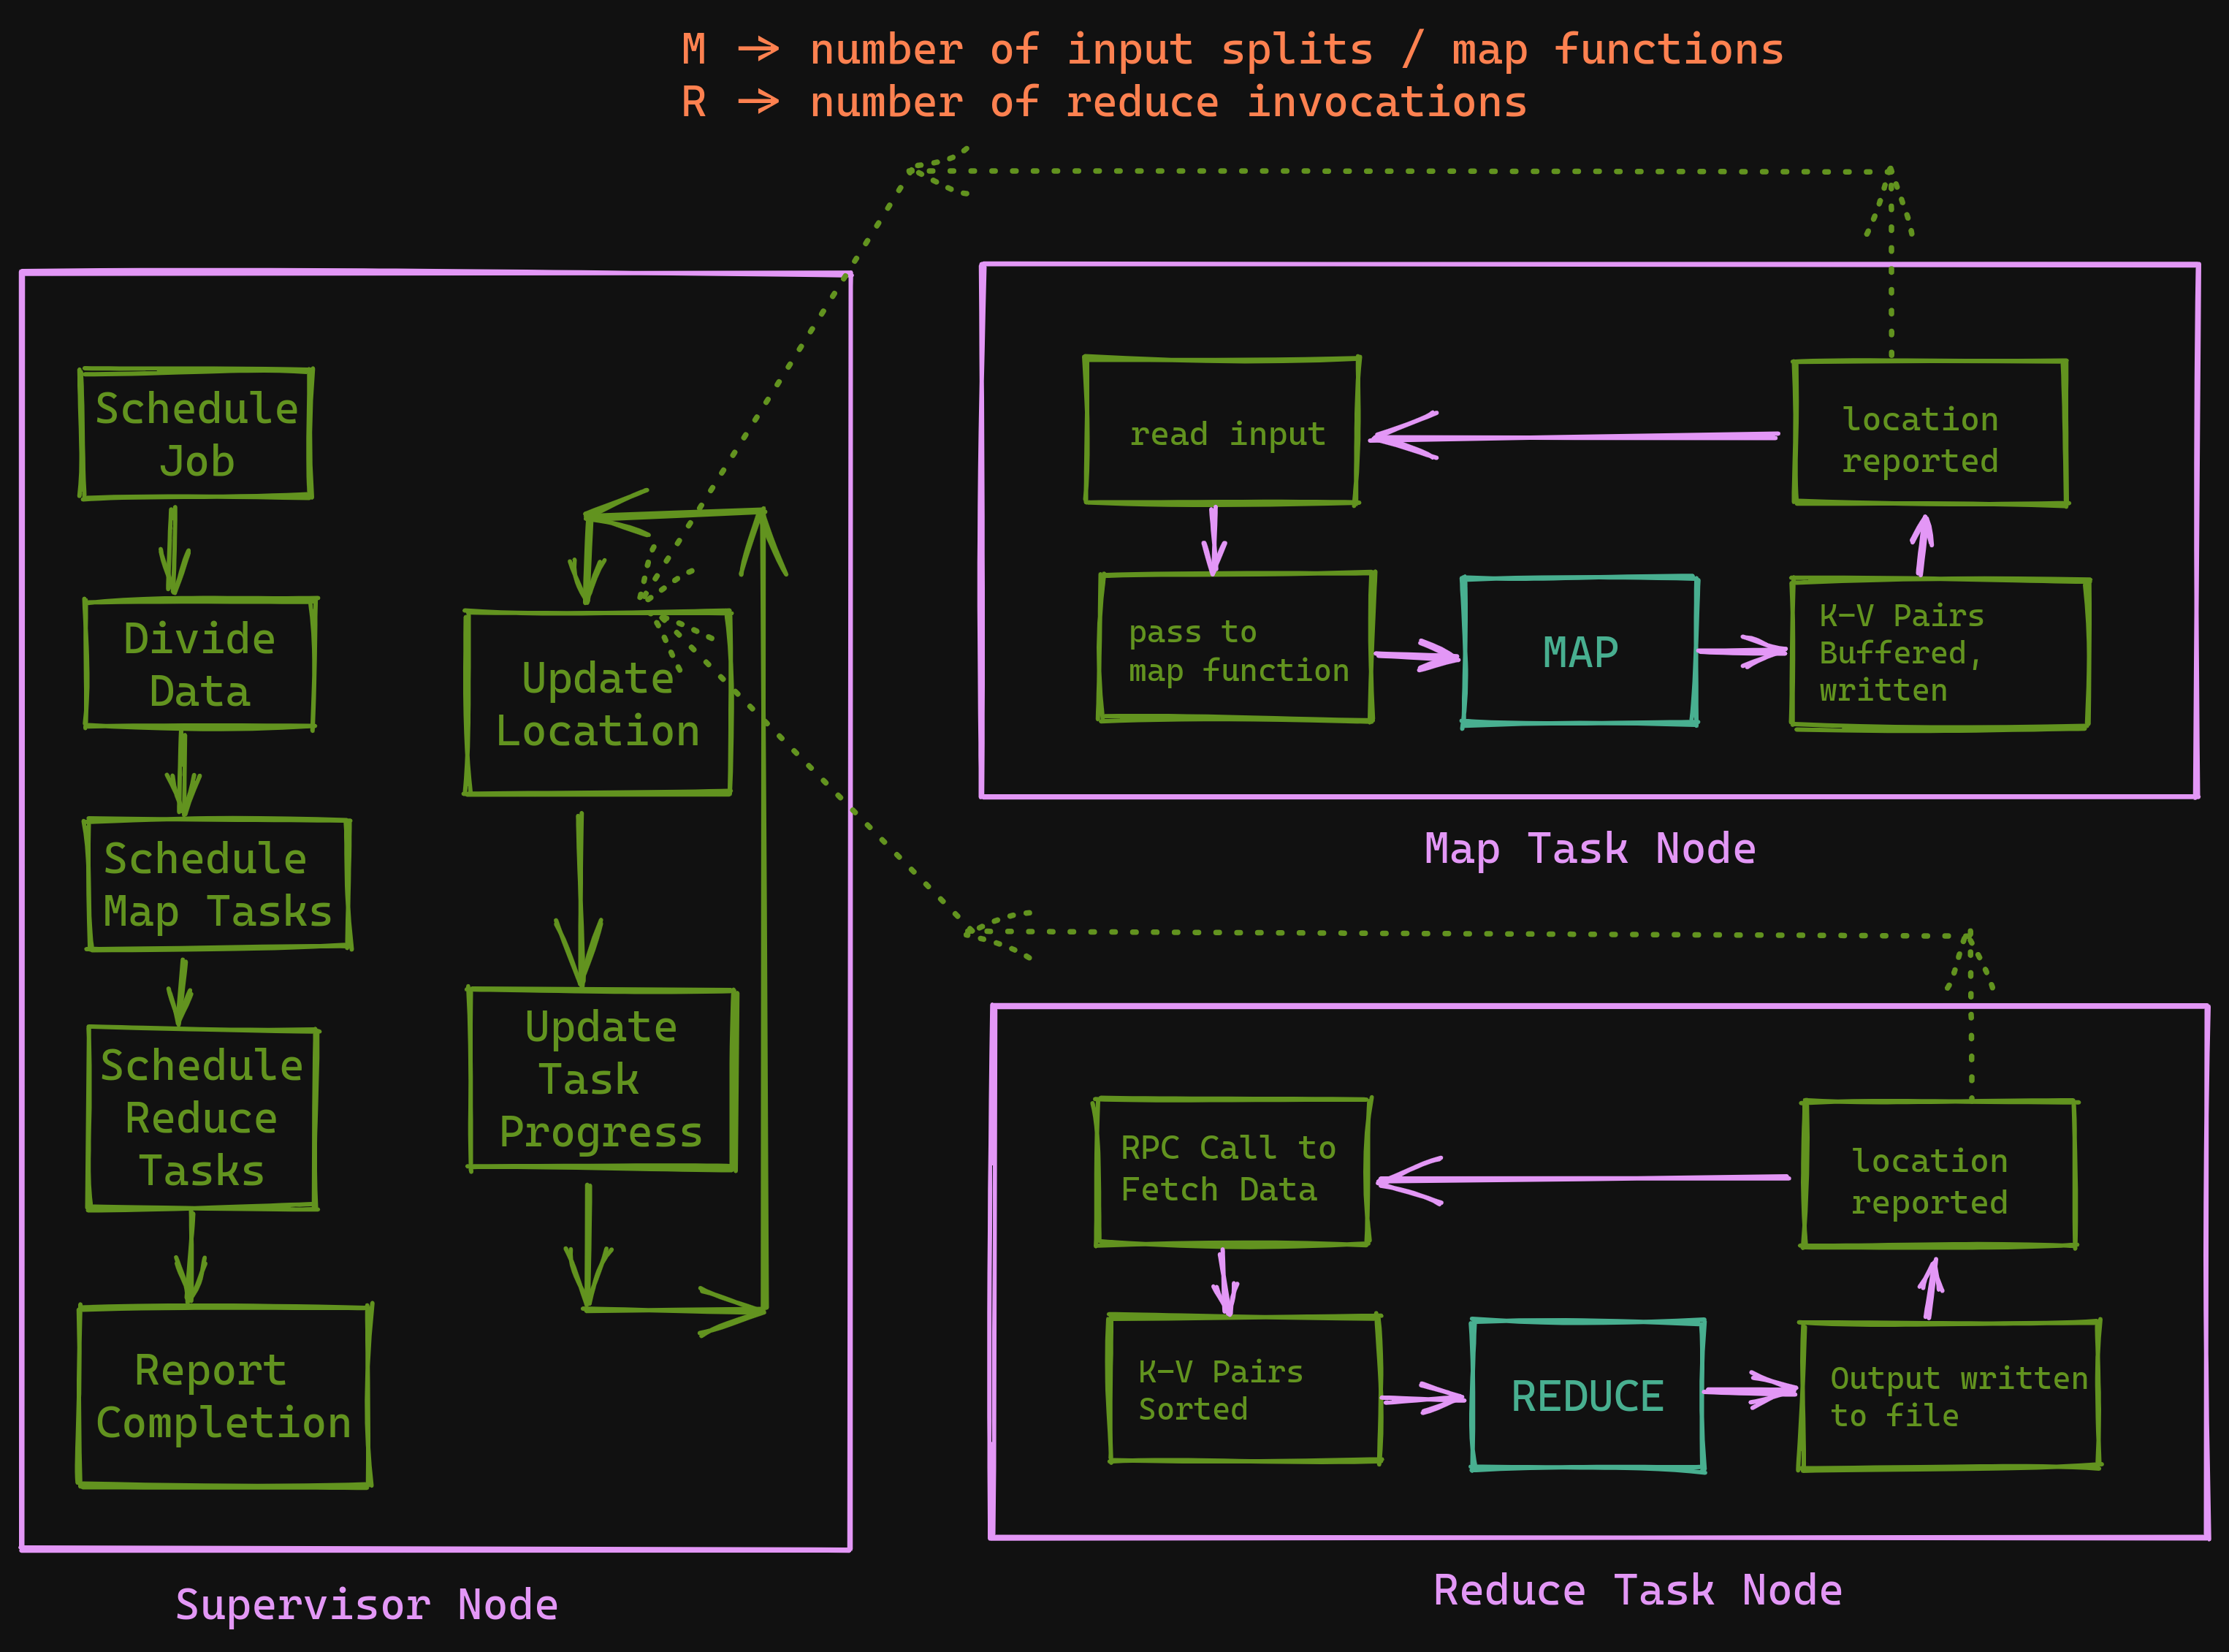 M -> number of input splits / map functions
R -> number of reduce invocations
Schedule
Job
Divide
Data
Schedule
Map Tasks
Schedule
Reduce
Tasks
Report
Completion
Update
Location
Update
Task
Progress
Supervisor Node
read input
pass to
map function
MAP
K-V Pairs
Buffered,
written
location
reported
Map Task Node
RPC Call to
Fetch Data
K-V Pairs
Sorted
REDUCE
Output written
to file
location
reported
Reduce Task Node